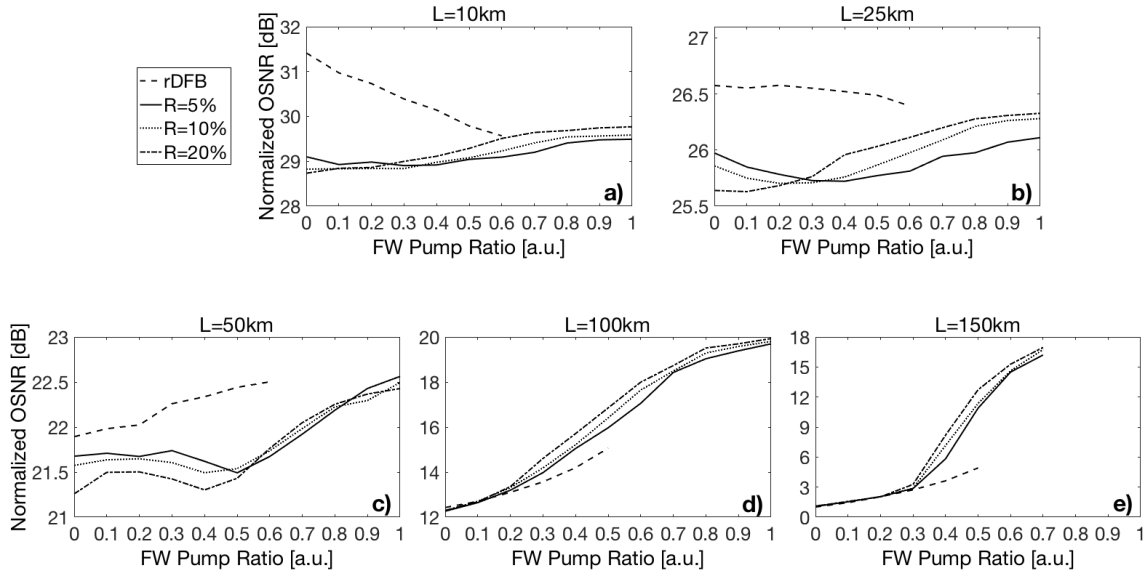 L=10km
L=25km
rDFB
R=5%
R=10%
R=20%
Normalized OSNR [dB]
32
31
30
29
28
a)
0 0.1 0.2 0.3 0.4 0.5 0.6 0.7 0.8 0.9 1
FW Pump Ratio [a.u.]
27
26.5
26
25.5
b)
0 0.1 0.2 0.3 0.4 0.5 0.6 0.7 0.8 0.9 1
FW Pump Ratio [a.u.]
L=50km
L=100km
L=150km
Normalized OSNR [dB]
23
22.5
22
21.5
21
c)
0 0.1 0.2 0.3 0.4 0.5 0.6 0.7 0.8 0.9 1
FW Pump Ratio [a.u.]
20
18
16
14
12
d)
0 0.1 0.2 0.3 0.4 0.5 0.6 0.7 0.8 0.9 1
FW Pump Ratio [a.u.]
18
15
12
9
6
3
0
e)
0 0.1 0.2 0.3 0.4 0.5 0.6 0.7 0.8 0.9 1
FW Pump Ratio [a.u.]